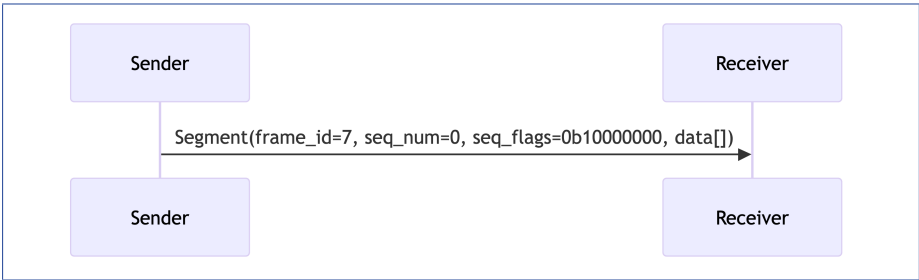 Sender
Receiver
Segment(frame_id=7, seq_num=0, seq_flags=0b10000000, data[])
Sender
Receiver